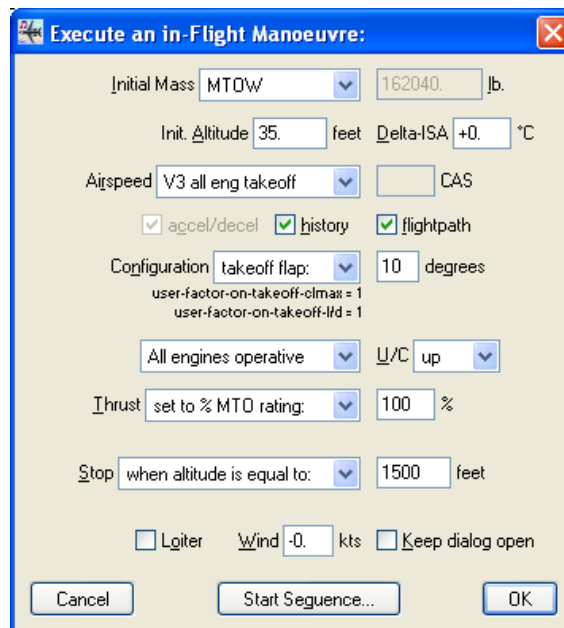 Execute an in-Flight Manoeuvre:
Initial Mass MTOW 162040. lb.
Init. Altitude 35. feet Delta-ISA +0. °C
Airspeed V3 all eng takeoff CAS
accel/decel history flightpath
Configuration takeoff flap: 10 degrees
user-factor-on-takeoff-clmax = 1
user-factor-on-takeoff-l/d = 1
All engines operative U/C up
Thrust set to % MTO rating: 100 %
Stop when altitude is equal to: 1500 feet
Loiter Wind -0. kts Keep dialog open
Cancel Start Sequence... OK